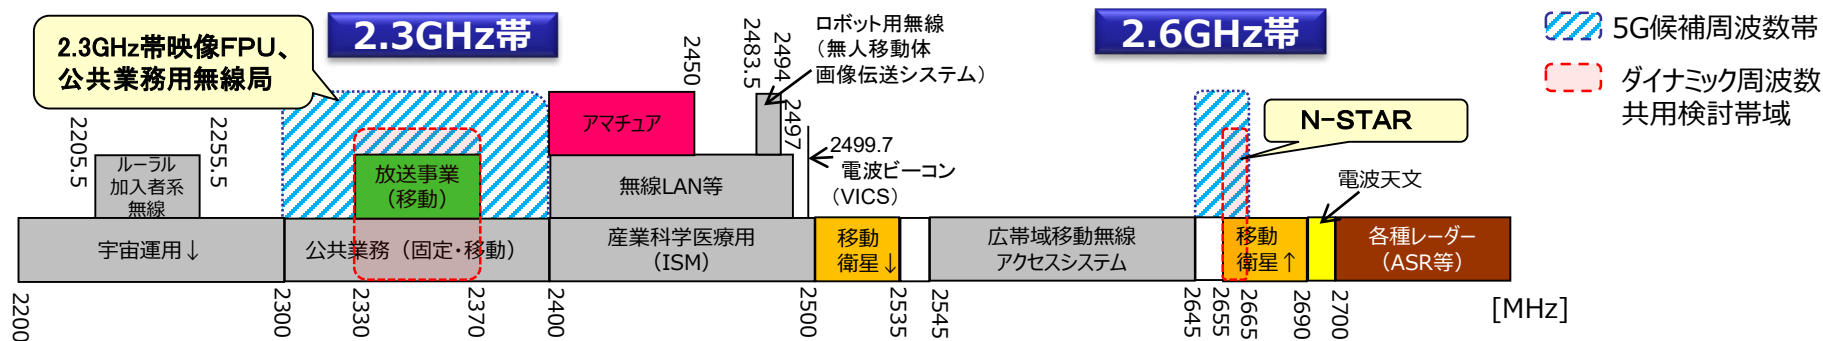 2.3GHz帯
2.6GHz帯
2.3GHz帯映像FPU、
公共業務用無線局
ロボット用無線
（無人移動体
画像伝送システム）
5G候補周波数帯
ダイナミック周波数
共用検討帯域
N-STAR
2205.5
2255.5
2450
2483.5
2494
2497
2499.7
電波ビーコン
（VICS）
アマチュア
ルーラル
加入者系
無線
放送事業
（移動）
無線LAN等
電波天文
宇宙運用↓
公共業務（固定・移動）
産業科学医療用
（ISM）
移動
衛星↓
広帯域移動無線
アクセスシステム
移動
衛星↑
各種レーダー
（ASR等）
2200
2300
2330
2370
2400
2500
2535
2545
2645
2655
2665
2690
2700
[MHz]